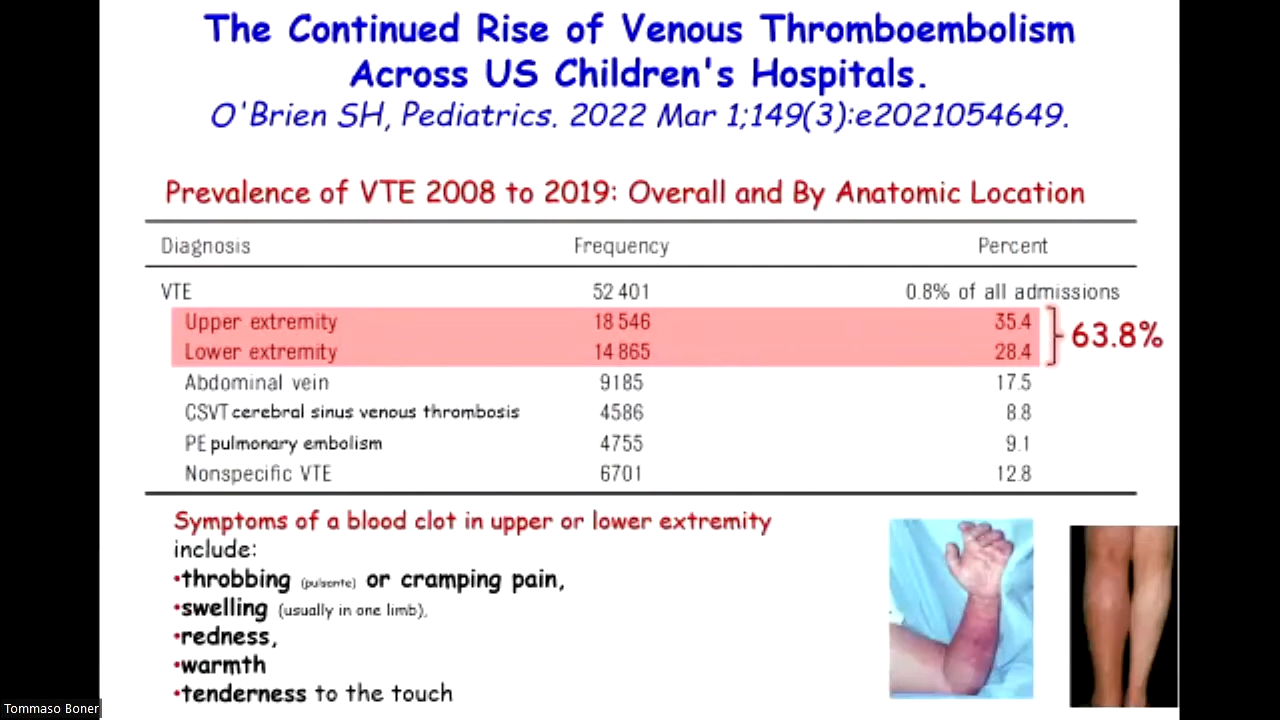 The Continued Rise of Venous Thromboembolism
Across US Children's Hospitals.
O'Brien SH, Pediatrics. 2022 Mar 1;149(3):e2021054649.
Prevalence of VTE 2008 to 2019: Overall and By Anatomic Location
Diagnosis Frequency Percent
VTE 52 401 0.8% of all admissions
Upper extremity 18 546 35.4
Lower extremity 14 865 28.4
63.8%
Abdominal vein 9185 17.5
CSVT cerebral sinus venous thrombosis 4586 8.8
PE pulmonary embolism 4755 9.1
Nonspecific VTE 6701 12.8
Symptoms of a blood clot in upper or lower extremity
include:
•throbbing (pulsante) or cramping pain,
•swelling (usually in one limb),
•redness,
•warmth
•tenderness to the touch
Tommaso Boner